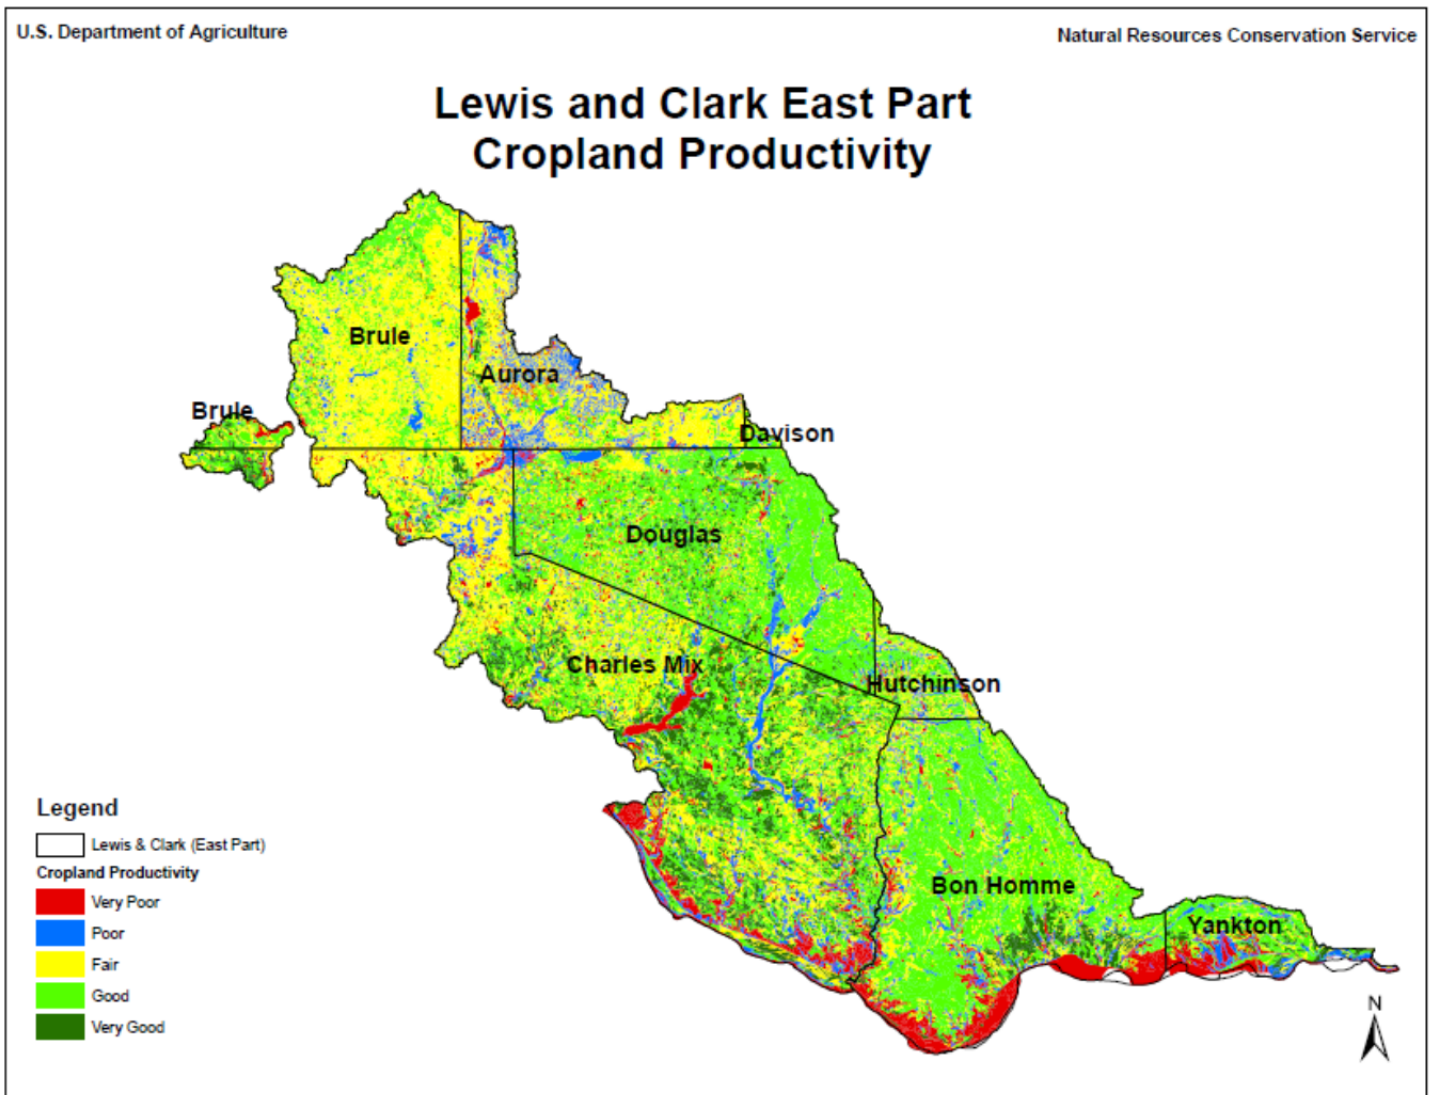 U.S. Department of Agriculture
Natural Resources Conservation Service
Lewis and Clark East Part
Cropland Productivity
Brule
Aurora
Brule
Davison
Douglas
Charles Mix
Hutchinson
Bon Homme
Yankton
Legend
Lewis & Clark (East Part)
Cropland Productivity
Very Poor
Poor
Fair
Good
Very Good
N